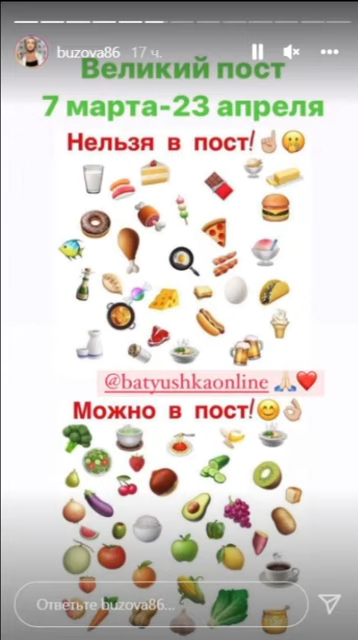 buzova86 17 ч.
Великий пост
7 марта-23 апреля
Нельзя в пост!
@batyushkaonline
Можно в пост!
Ответьте buzova86...